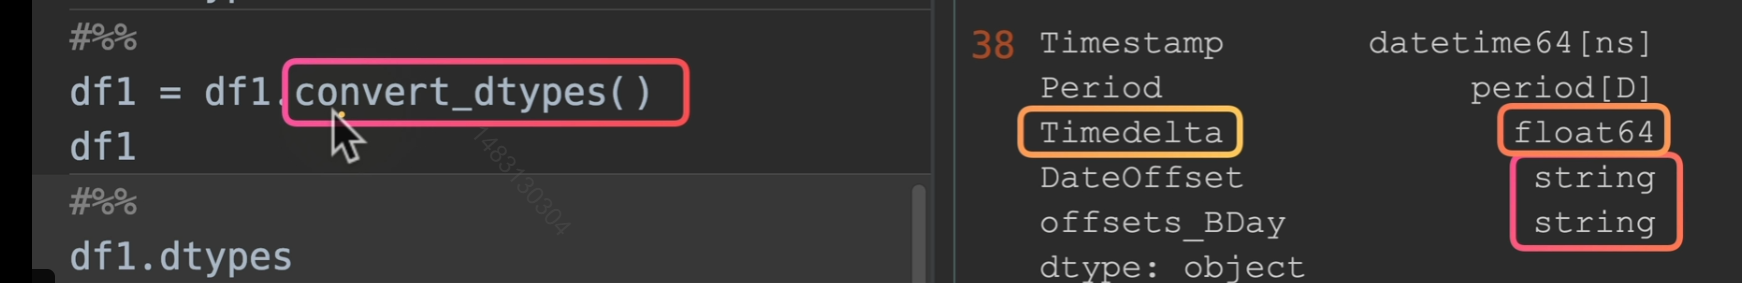 #%%
df1 = df1.convert_dtypes()
df1
#%%
df1.dtypes
1483130304
38 Timestamp datetime64[ns]
Period period[D]
Timedelta float64
DateOffset string
offsets_BDay string
dtype: object